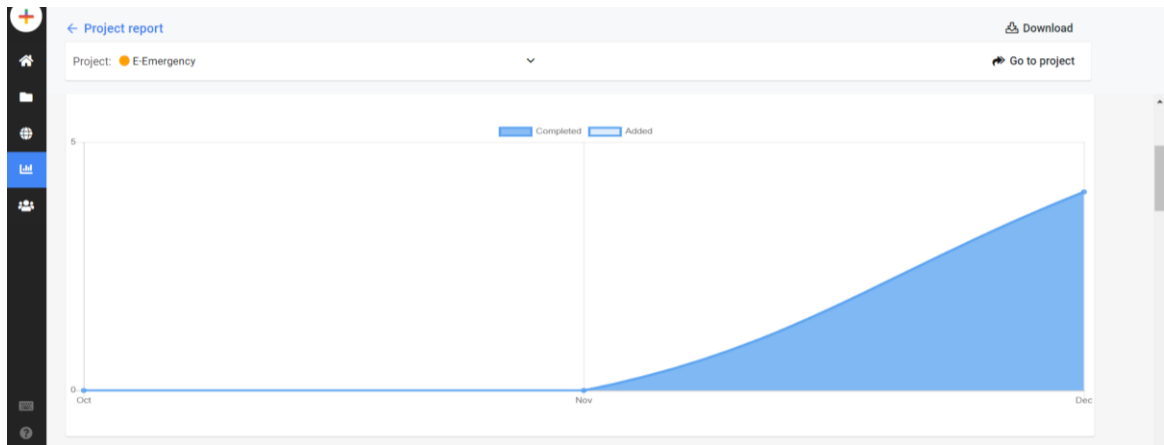 ← Project report
Download
Project: E-Emergency
Go to project
Completed Added
5
0
Oct Nov Dec